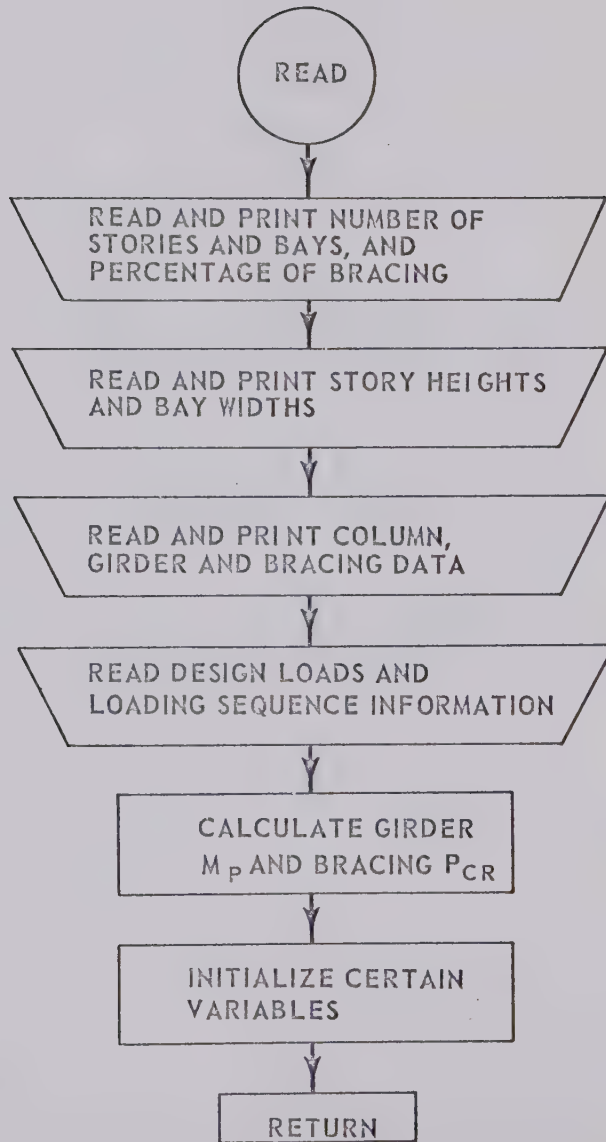 READ
READ AND PRINT NUMBER OF
STORIES AND BAYS, AND
PERCENTAGE OF BRACING
READ AND PRINT STORY HEIGHTS
AND BAY WIDTHS
READ AND PRINT COLUMN,
GIRDER AND BRACING DATA
READ DESIGN LOADS AND
LOADING SEQUENCE INFORMATION
CALCULATE GIRDER
MP AND BRACING PCR
INITIALIZE CERTAIN
VARIABLES
RETURN